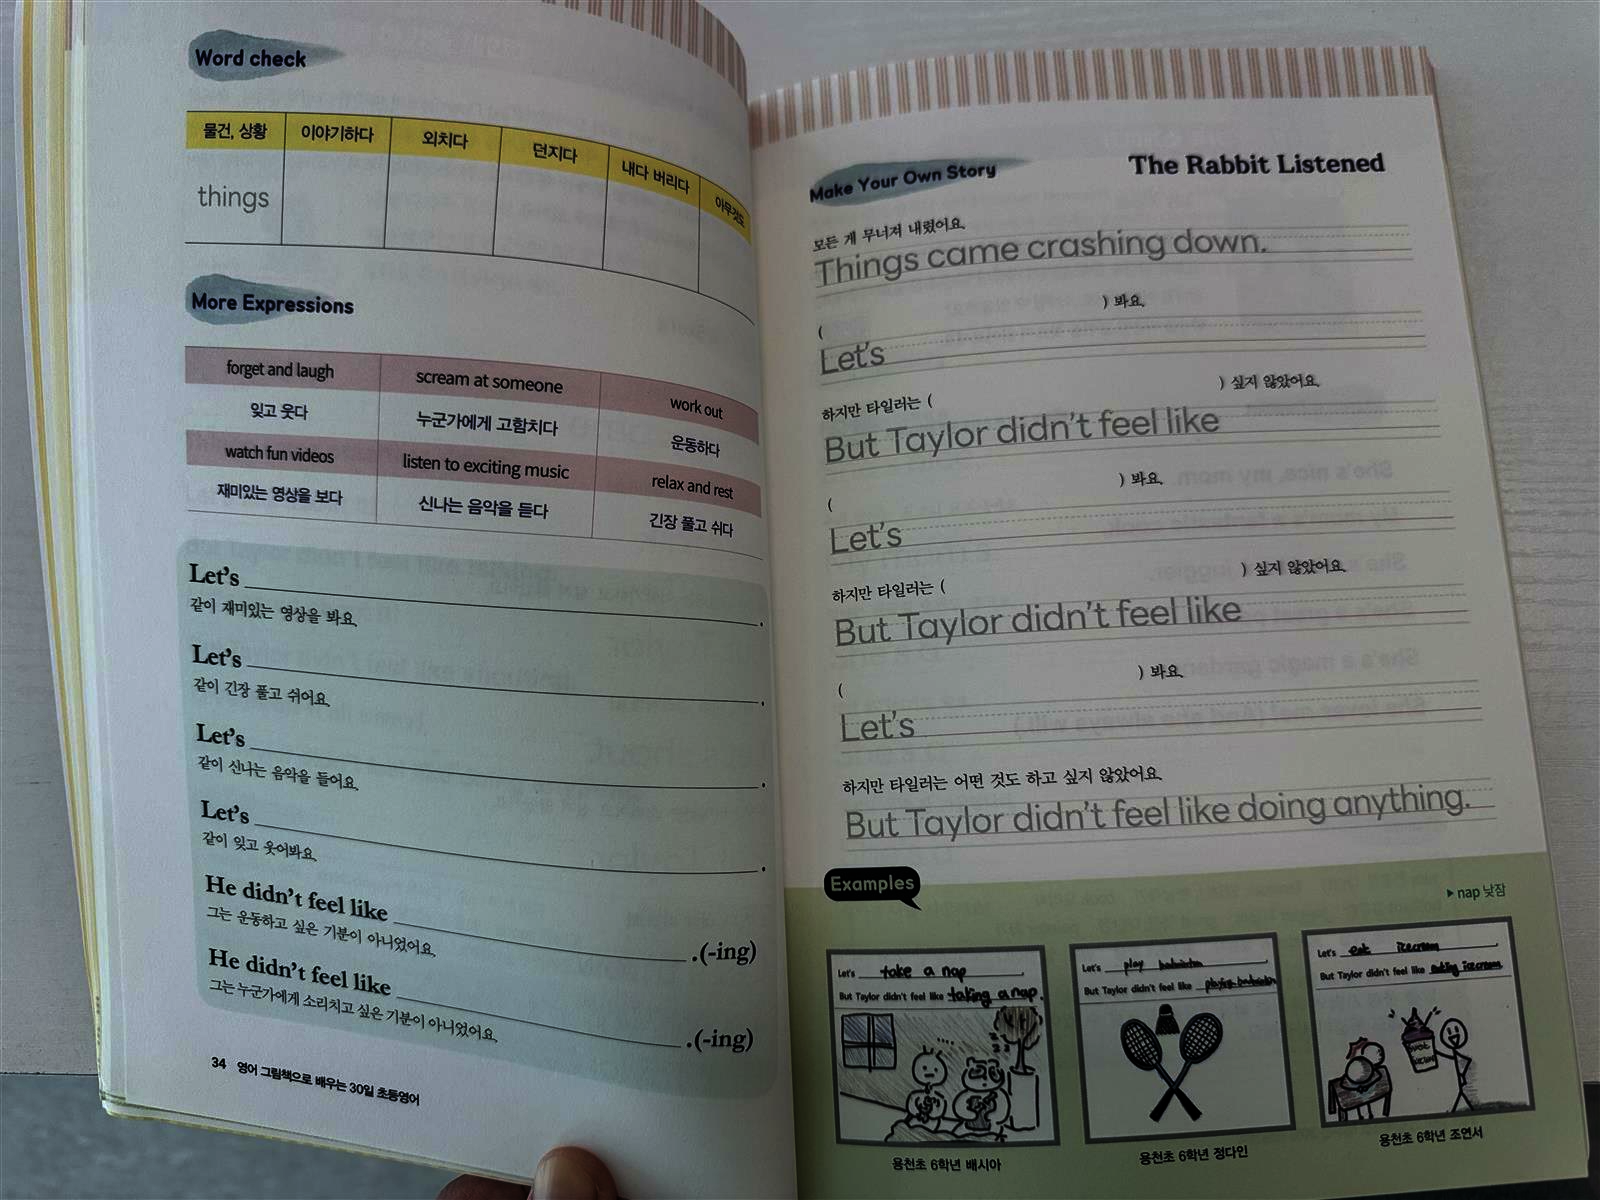 Word check
물건, 상황 이야기하다 외치다 던지다 내다 버리다 아무것도
things
More Expressions
forget and laugh scream at someone work out
잊고 웃다 누군가에게 고함치다 운동하다
watch fun videos listen to exciting music relax and rest
재미있는 영상을 보다 신나는 음악을 듣다 긴장 풀고 쉬다
Let's .
같이 재미있는 영상을 봐요.
Let's .
같이 긴장 풀고 쉬어요.
Let's .
같이 신나는 음악을 들어요.
Let's .
같이 잊고 웃어봐요.
He didn't feel like .(-ing)
그는 운동하고 싶은 기분이 아니었어요.
He didn't feel like .(-ing)
그는 누군가에게 소리치고 싶은 기분이 아니었어요.
34 영어 그림책으로 배우는 30일 초등영어
Make Your Own Story The Rabbit Listened
모든 게 무너져 내렸어요.
Things came crashing down.
( ) 봐요.
Let's
하지만 타일러는 ( ) 싶지 않았어요.
But Taylor didn't feel like
( ) 봐요.
Let's
하지만 타일러는 ( ) 싶지 않았어요.
But Taylor didn't feel like
( ) 봐요.
Let's
하지만 타일러는 어떤 것도 하고 싶지 않았어요.
But Taylor didn't feel like doing anything.
Examples
▸ nap 낮잠
Let's take a nap .
But Taylor didn't feel like taking a nap.
용천초 6학년 배시아
Let's play badminton .
But Taylor didn't feel like playing badminton
용천초 6학년 정다인
Let's eat icecream .
But Taylor didn't feel like eating icecream
용천초 6학년 조연서